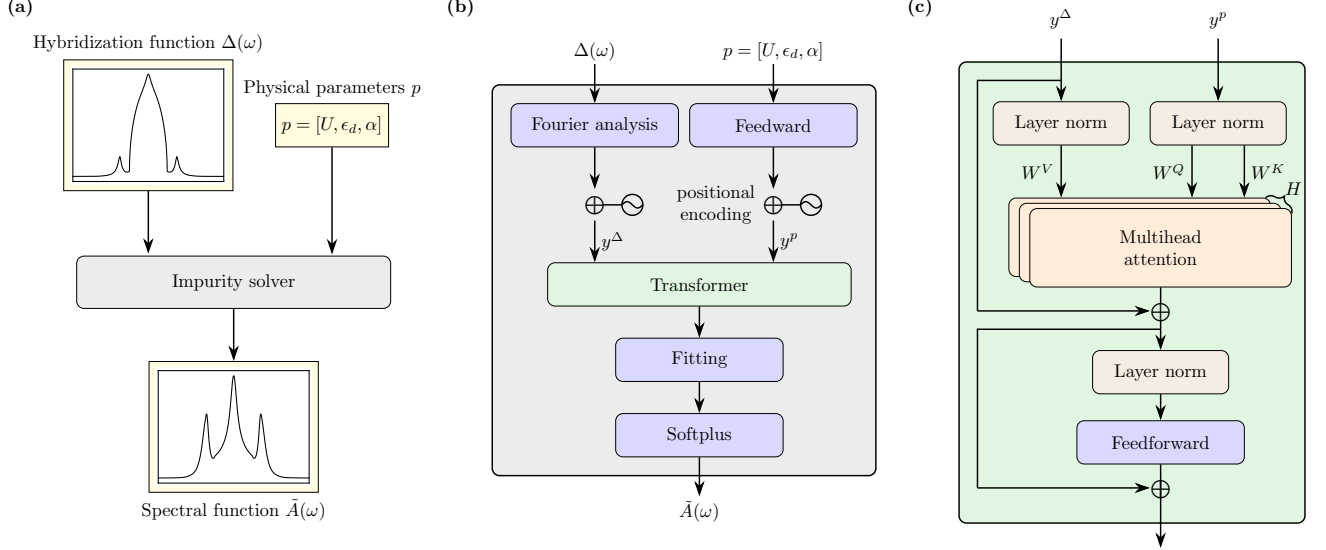 (a)
Hybridization function Δ(ω)
Physical parameters p
p = [U, ϵ_d, α]
Impurity solver
Spectral function Ã(ω)
(b)
Δ(ω)
p = [U, ϵ_d, α]
Fourier analysis
Feedward
positional
encoding
y^Δ
y^p
Transformer
Fitting
Softplus
Ã(ω)
(c)
y^Δ
y^p
Layer norm
Layer norm
W^V
W^Q
W^K
H
Multihead
attention
Layer norm
Feedforward